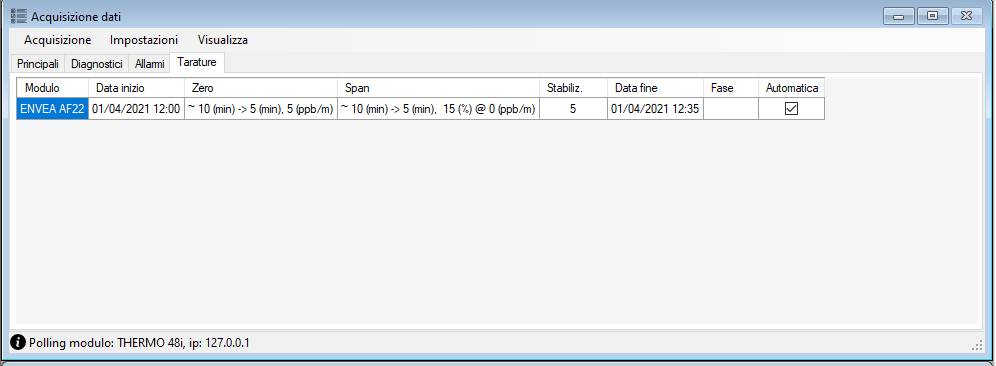 Acquisizione dati
Acquisizione Impostazioni Visualizza
Principali Diagnostici Allarmi Tarature
Modulo Data inizio Zero Span Stabiliz. Data fine Fase Automatica
ENVEA AF22 01/04/2021 12:00 ~ 10 (min) -> 5 (min), 5 (ppb/m) ~ 10 (min) -> 5 (min), 15 (%) @ 0 (ppb/m) 5 01/04/2021 12:35
Polling modulo: THERMO 48i, ip: 127.0.0.1